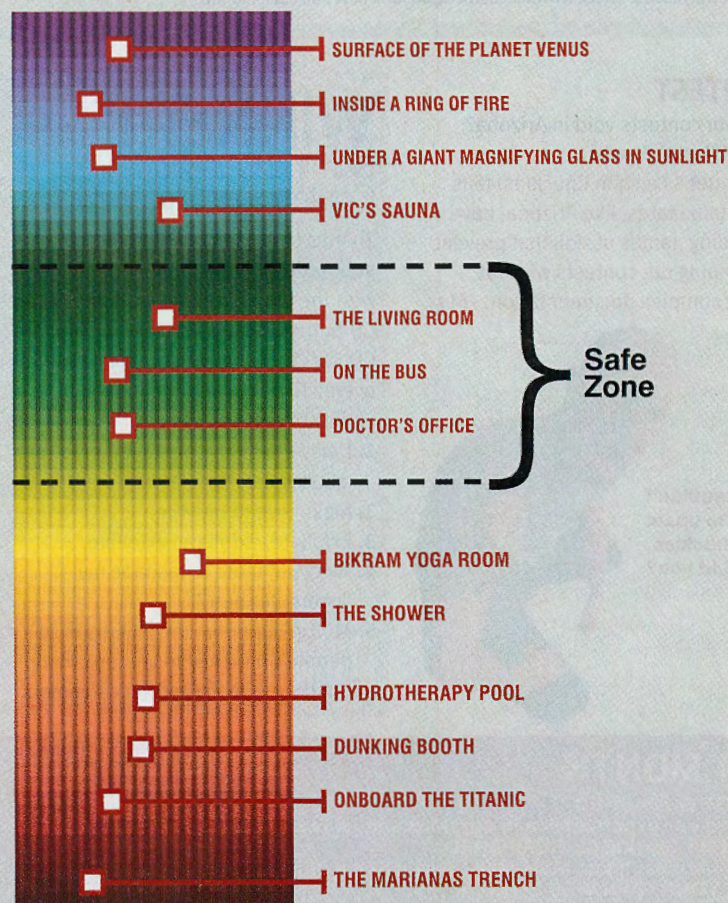 SURFACE OF THE PLANET VENUS
INSIDE A RING OF FIRE
UNDER A GIANT MAGNIFYING GLASS IN SUNLIGHT
VIC'S SAUNA
THE LIVING ROOM
ON THE BUS
Safe
Zone
DOCTOR'S OFFICE
BIKRAM YOGA ROOM
THE SHOWER
HYDROTHERAPY POOL
DUNKING BOOTH
ONBOARD THE TITANIC
THE MARIANAS TRENCH